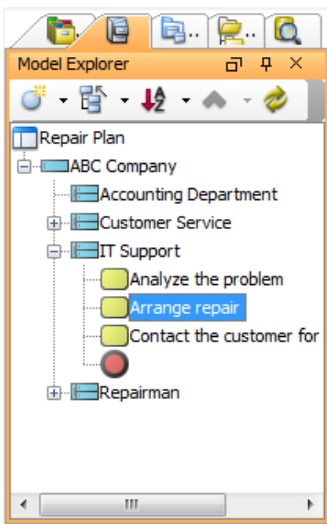 Model Explorer
Repair Plan
ABC Company
Accounting Department
Customer Service
IT Support
Analyze the problem
Arrange repair
Contact the customer for
Repairman